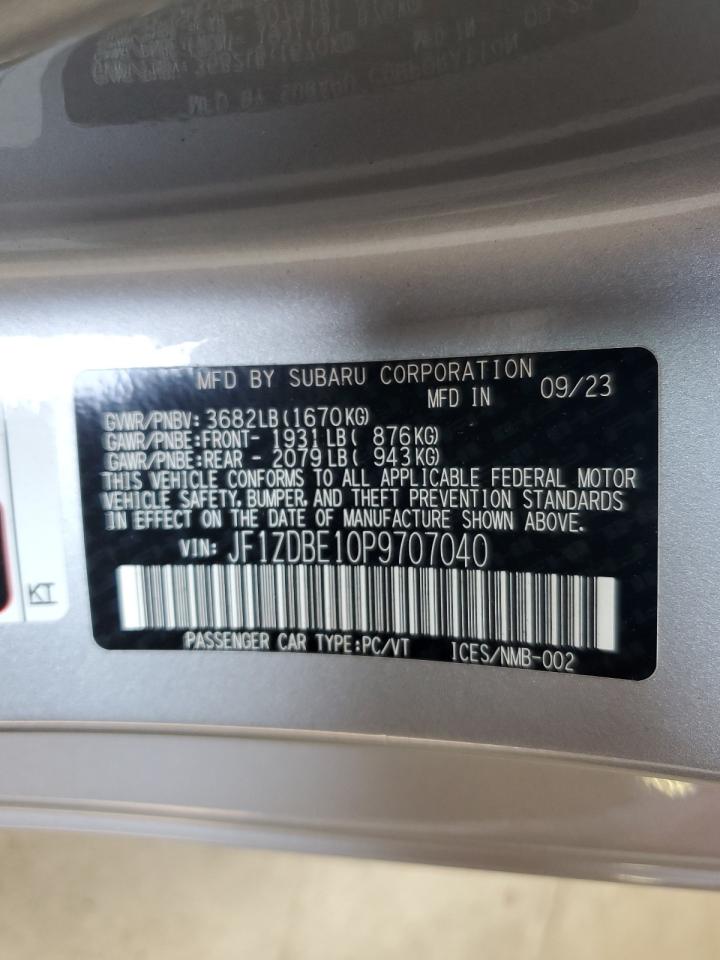 MFD BY SUBARU CORPORATION
MFD IN 09/23
GVWR/PNBV: 3682LB(1670KG)
GAWR/PNBE:FRONT- 1931LB( 876KG)
GAWR/PNBE:REAR - 2079LB( 943KG)
THIS VEHICLE CONFORMS TO ALL APPLICABLE FEDERAL MOTOR
VEHICLE SAFETY, BUMPER, AND THEFT PREVENTION STANDARDS
IN EFFECT ON THE DATE OF MANUFACTURE SHOWN ABOVE.
VIN: JF1ZDBE10P9707040
PASSENGER CAR TYPE:PC/VT ICES/NMB-002
KT